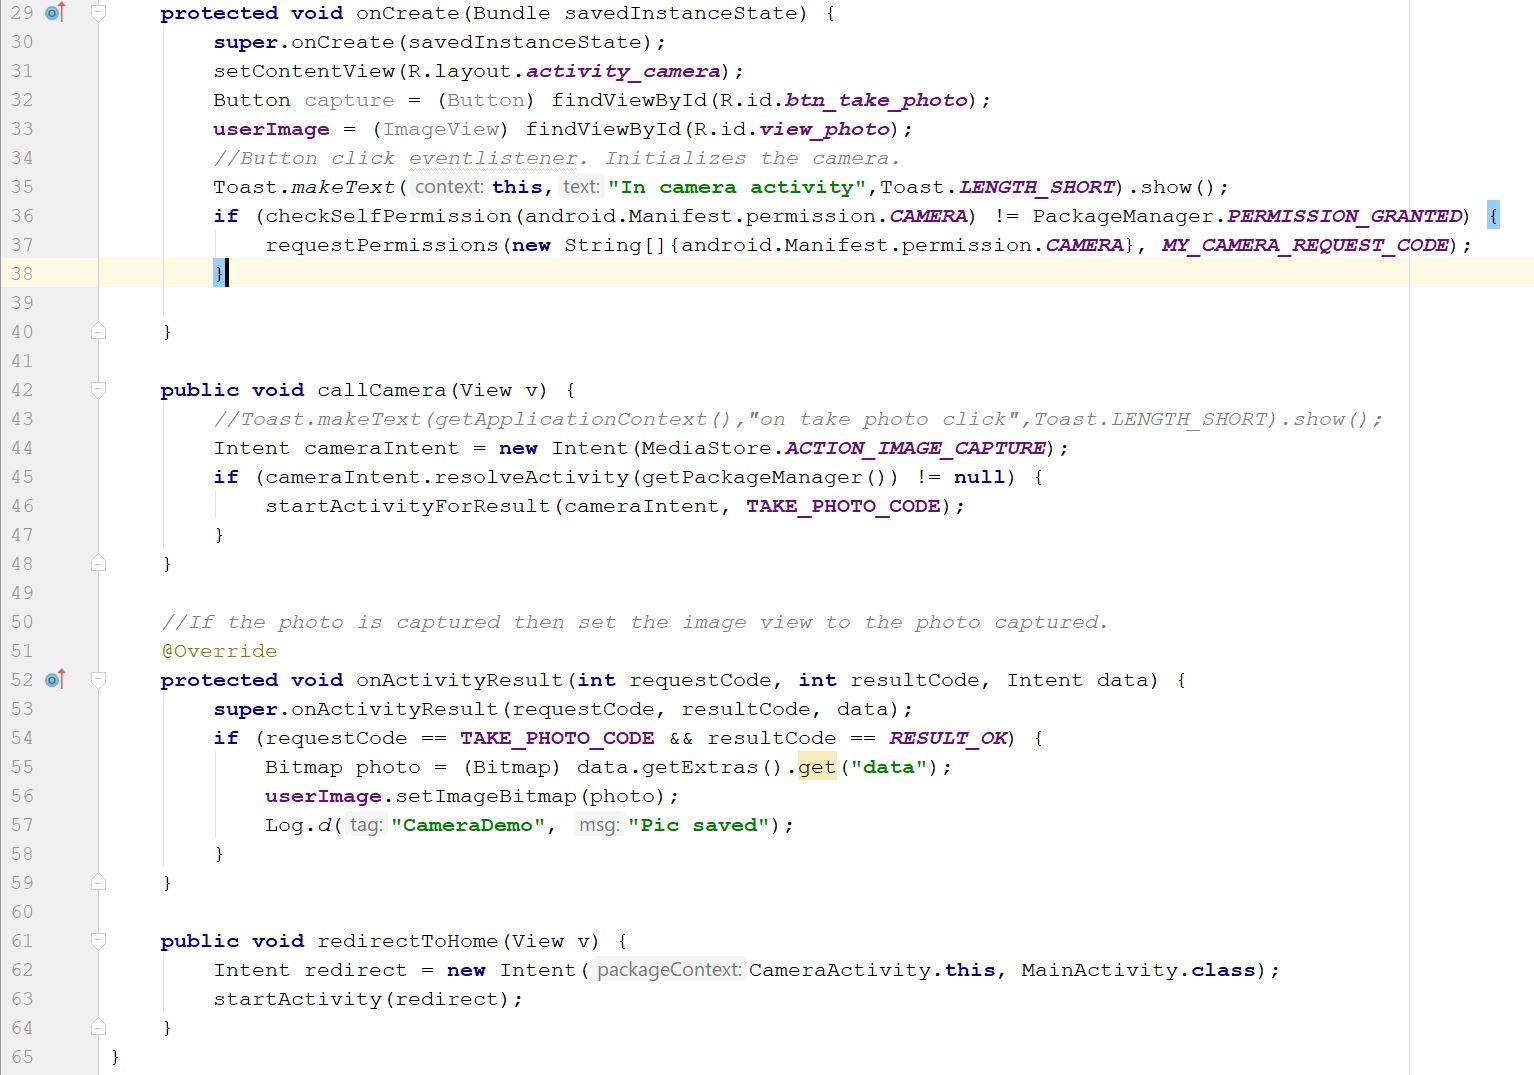 29 protected void onCreate(Bundle savedInstanceState) {
30 super.onCreate(savedInstanceState);
31 setContentView(R.layout.activity_camera);
32 Button capture = (Button) findViewById(R.id.btn_take_photo);
33 userImage = (ImageView) findViewById(R.id.view_photo);
34 //Button click eventlistener. Initializes the camera.
35 Toast.makeText( context: this, text: "In camera activity",Toast.LENGTH_SHORT).show();
36 if (checkSelfPermission(android.Manifest.permission.CAMERA) != PackageManager.PERMISSION_GRANTED) {
37 requestPermissions(new String[]{android.Manifest.permission.CAMERA}, MY_CAMERA_REQUEST_CODE);
38 }
39
40 }
41
42 public void callCamera(View v) {
43 //Toast.makeText(getApplicationContext(),"on take photo click",Toast.LENGTH_SHORT).show();
44 Intent cameraIntent = new Intent(MediaStore.ACTION_IMAGE_CAPTURE);
45 if (cameraIntent.resolveActivity(getPackageManager()) != null) {
46 startActivityForResult(cameraIntent, TAKE_PHOTO_CODE);
47 }
48 }
49
50 //If the photo is captured then set the image view to the photo captured.
51 @Override
52 protected void onActivityResult(int requestCode, int resultCode, Intent data) {
53 super.onActivityResult(requestCode, resultCode, data);
54 if (requestCode == TAKE_PHOTO_CODE && resultCode == RESULT_OK) {
55 Bitmap photo = (Bitmap) data.getExtras().get("data");
56 userImage.setImageBitmap(photo);
57 Log.d( tag: "CameraDemo", msg: "Pic saved");
58 }
59 }
60
61 public void redirectToHome(View v) {
62 Intent redirect = new Intent( packageContext: CameraActivity.this, MainActivity.class);
63 startActivity(redirect);
64 }
65 }